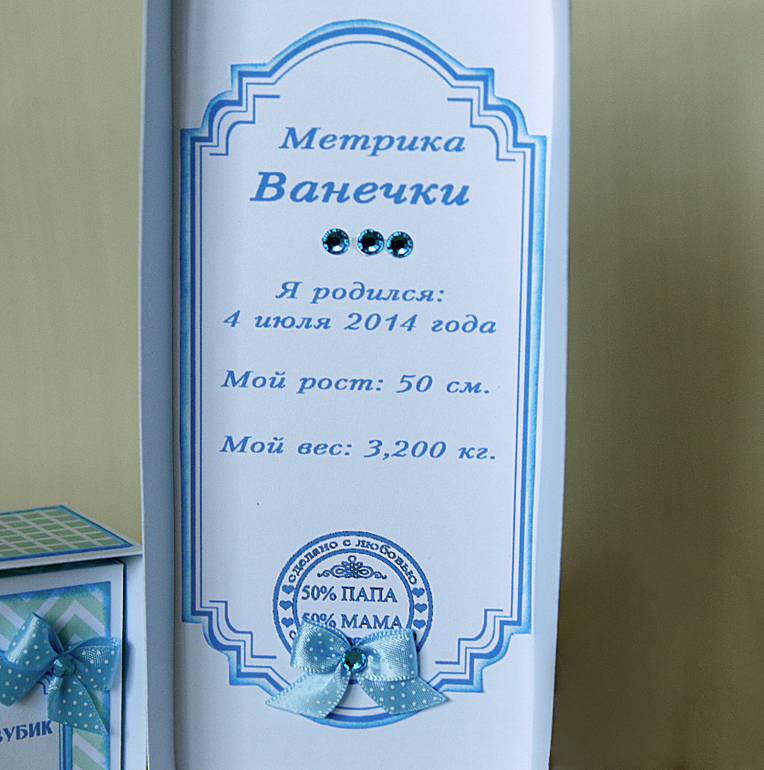 Метрика
Ванечки
Я родился:
4 июля 2014 года
Мой рост: 50 см.
Мой вес: 3,200 кг.
сделано с любовью
50% ПАПА
50% МАМА